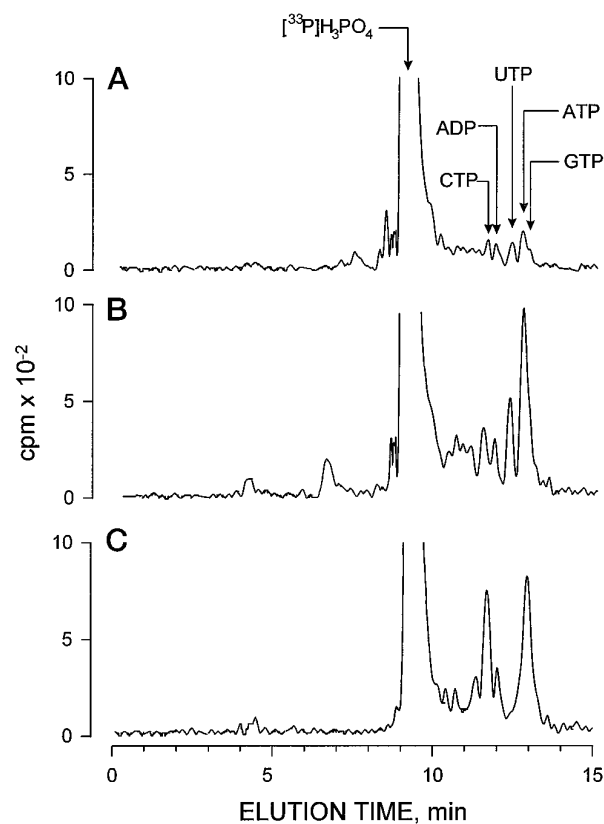 [³³P]H₃PO₄
A
UTP
ADP
ATP
CTP
GTP
10
5
0
B
10
5
0
cpm x 10⁻²
C
10
5
0
0 5 10 15
ELUTION TIME, min